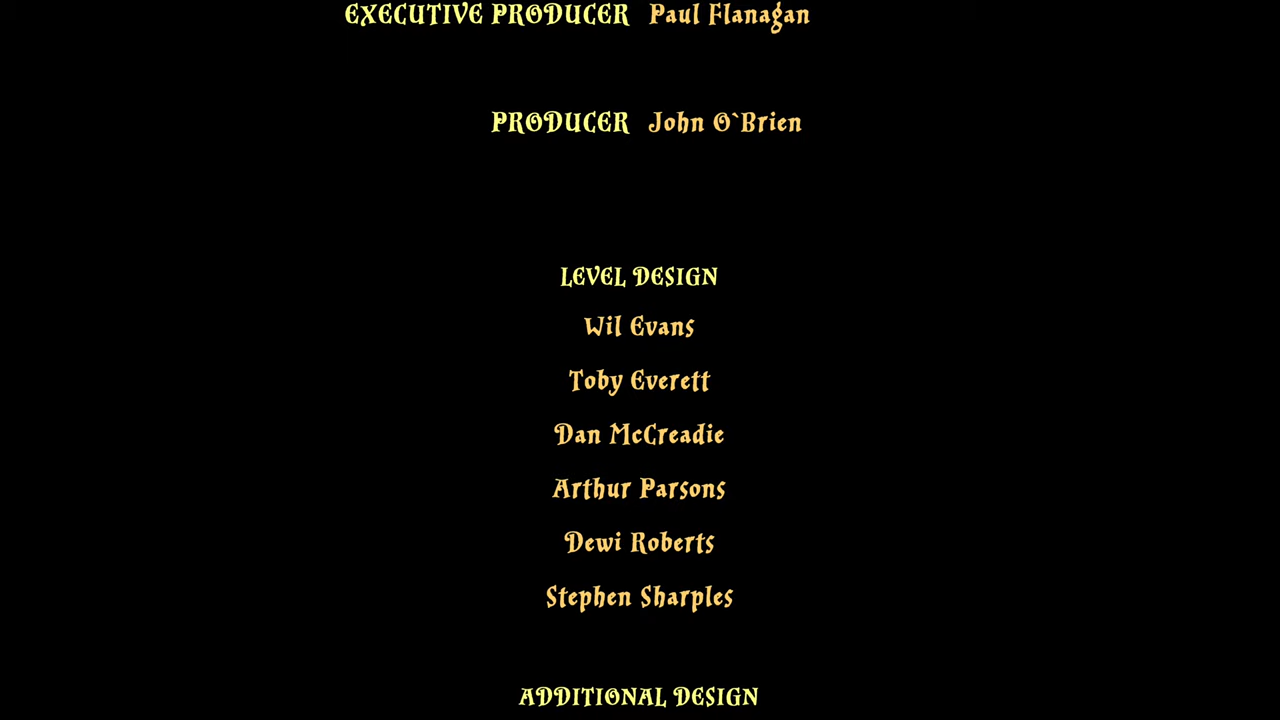 EXECUTIVE PRODUCER Paul Flanagan
PRODUCER John O`Brien
LEVEL DESIGN
Wil Evans
Toby Everett
Dan McCreadie
Arthur Parsons
Dewi Roberts
Stephen Sharples
ADDITIONAL DESIGN